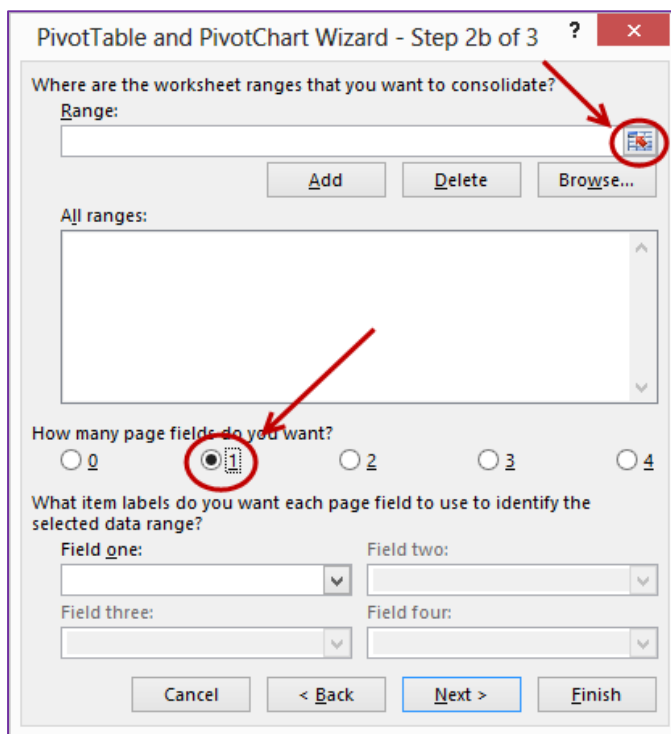 PivotTable and PivotChart Wizard - Step 2b of 3 ? ×
Where are the worksheet ranges that you want to consolidate?
Range:
Add Delete Browse...
All ranges:
How many page fields do you want?
0 1 2 3 4
What item labels do you want each page field to use to identify the
selected data range?
Field one: Field two:
Field three: Field four:
Cancel < Back Next > Finish